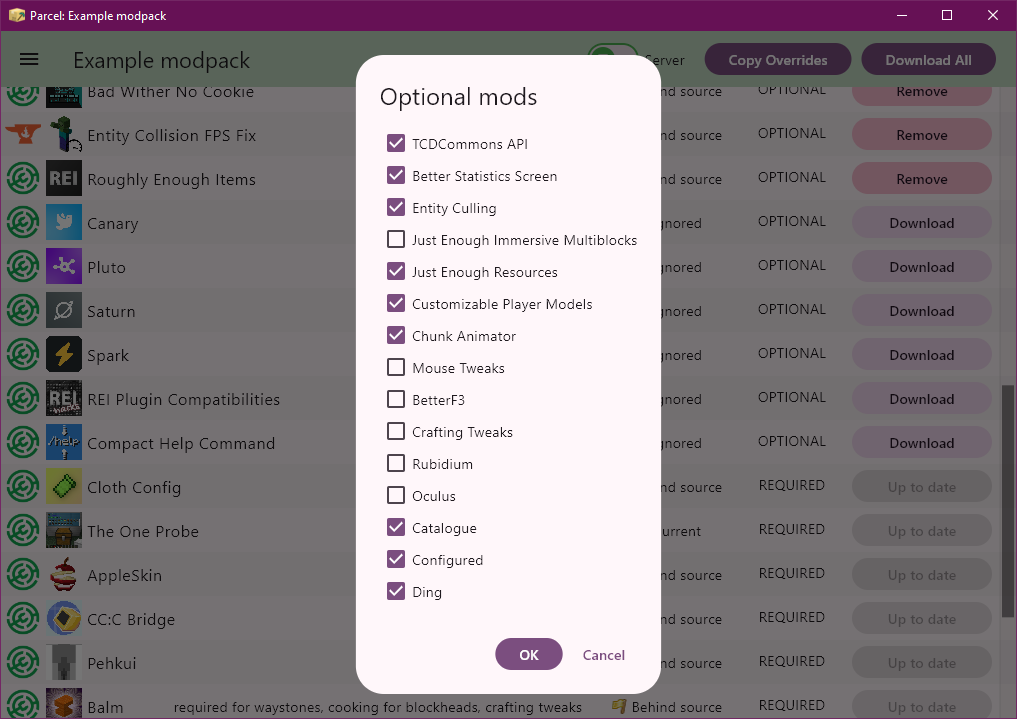 Parcel: Example modpack
Example modpack
Server
Copy Overrides
Download All
Optional mods
TCDCommons API
Better Statistics Screen
Entity Culling
Just Enough Immersive Multiblocks
Just Enough Resources
Customizable Player Models
Chunk Animator
Mouse Tweaks
BetterF3
Crafting Tweaks
Rubidium
Oculus
Catalogue
Configured
Ding
OK
Cancel
Bad Wither No Cookie nd source OPTIONAL Remove
Entity Collision FPS Fix nd source OPTIONAL Remove
REI Roughly Enough Items nd source OPTIONAL Remove
Canary gnored OPTIONAL Download
Pluto gnored OPTIONAL Download
Saturn gnored OPTIONAL Download
Spark gnored OPTIONAL Download
REI hacks REI Plugin Compatibilities gnored OPTIONAL Download
/help Compact Help Command gnored OPTIONAL Download
Cloth Config nd source REQUIRED Up to date
The One Probe urrent REQUIRED Up to date
AppleSkin nd source REQUIRED Up to date
CC:C Bridge nd source REQUIRED Up to date
Pehkui nd source REQUIRED Up to date
Balm required for waystones, cooking for blockheads, crafting tweaks Behind source REQUIRED Up to date